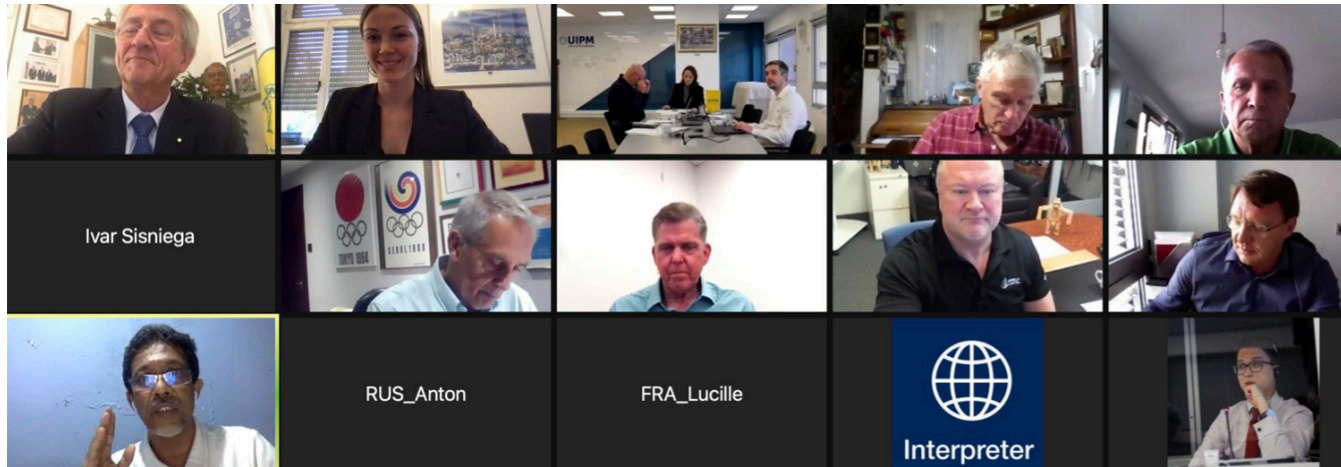 UIPM
Ivar Sisniega
TOKYO 1964
SEOUL 1988
RUS_Anton
FRA_Lucille
Interpreter